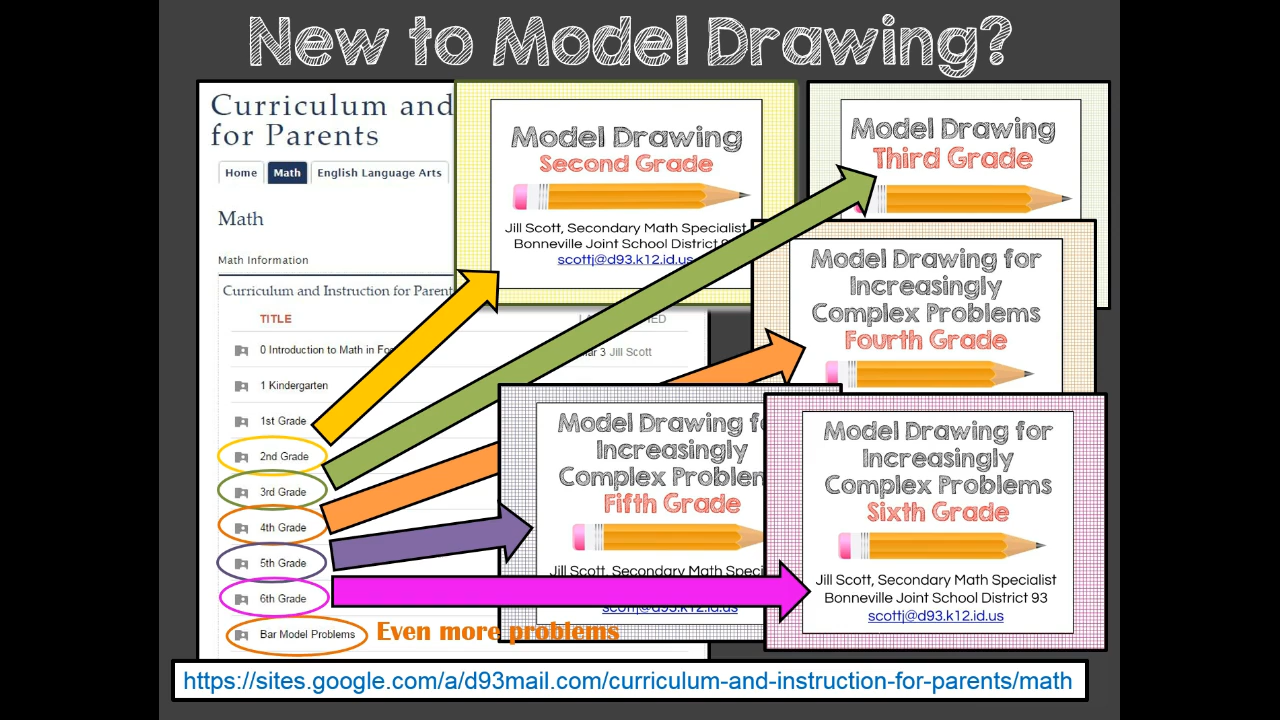 New to Model Drawing?
Curriculum and
for Parents
Home Math English Language Arts
Math
Math Information
Curriculum and Instruction for Parent
TITLE
0 Introduction to Math in
Mar 3 Jill Scott
1 Kindergarten
1st Grade
2nd Grade
3rd Grade
4th Grade
5th Grade
6th Grade
Bar Model Problems
Even more problems
Model Drawing
Second Grade
Jill Scott, Secondary Math Specialist
Bonneville Joint School District
scottj@d93.k12.id.us
Model Drawing
Third Grade
Model Drawing for
Increasingly
Complex Problems
Fourth Grade
Model Drawing
Increasingly
Complex Problem
Fifth Grade
Jill Scott, Secondary Math Speci
scottj@d93.k12.id.us
Model Drawing for
Increasingly
Complex Problems
Sixth Grade
Jill Scott, Secondary Math Specialist
Bonneville Joint School District 93
scottj@d93.k12.id.us
https://sites.google.com/a/d93mail.com/curriculum-and-instruction-for-parents/math